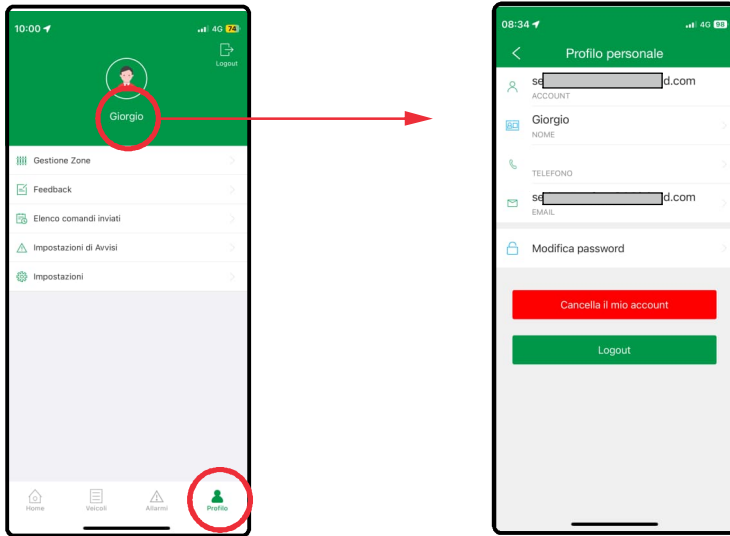 10:00
4G 74
Logout
Giorgio
Gestione Zone
Feedback
Elenco comandi inviati
Impostazioni di Avvisi
Impostazioni
Home Veicoli Allarmi Profilo
08:34
4G 98
Profilo personale
se d.com
ACCOUNT
Giorgio
NOME
TELEFONO
se d.com
EMAIL
Modifica password
Cancella il mio account
Logout